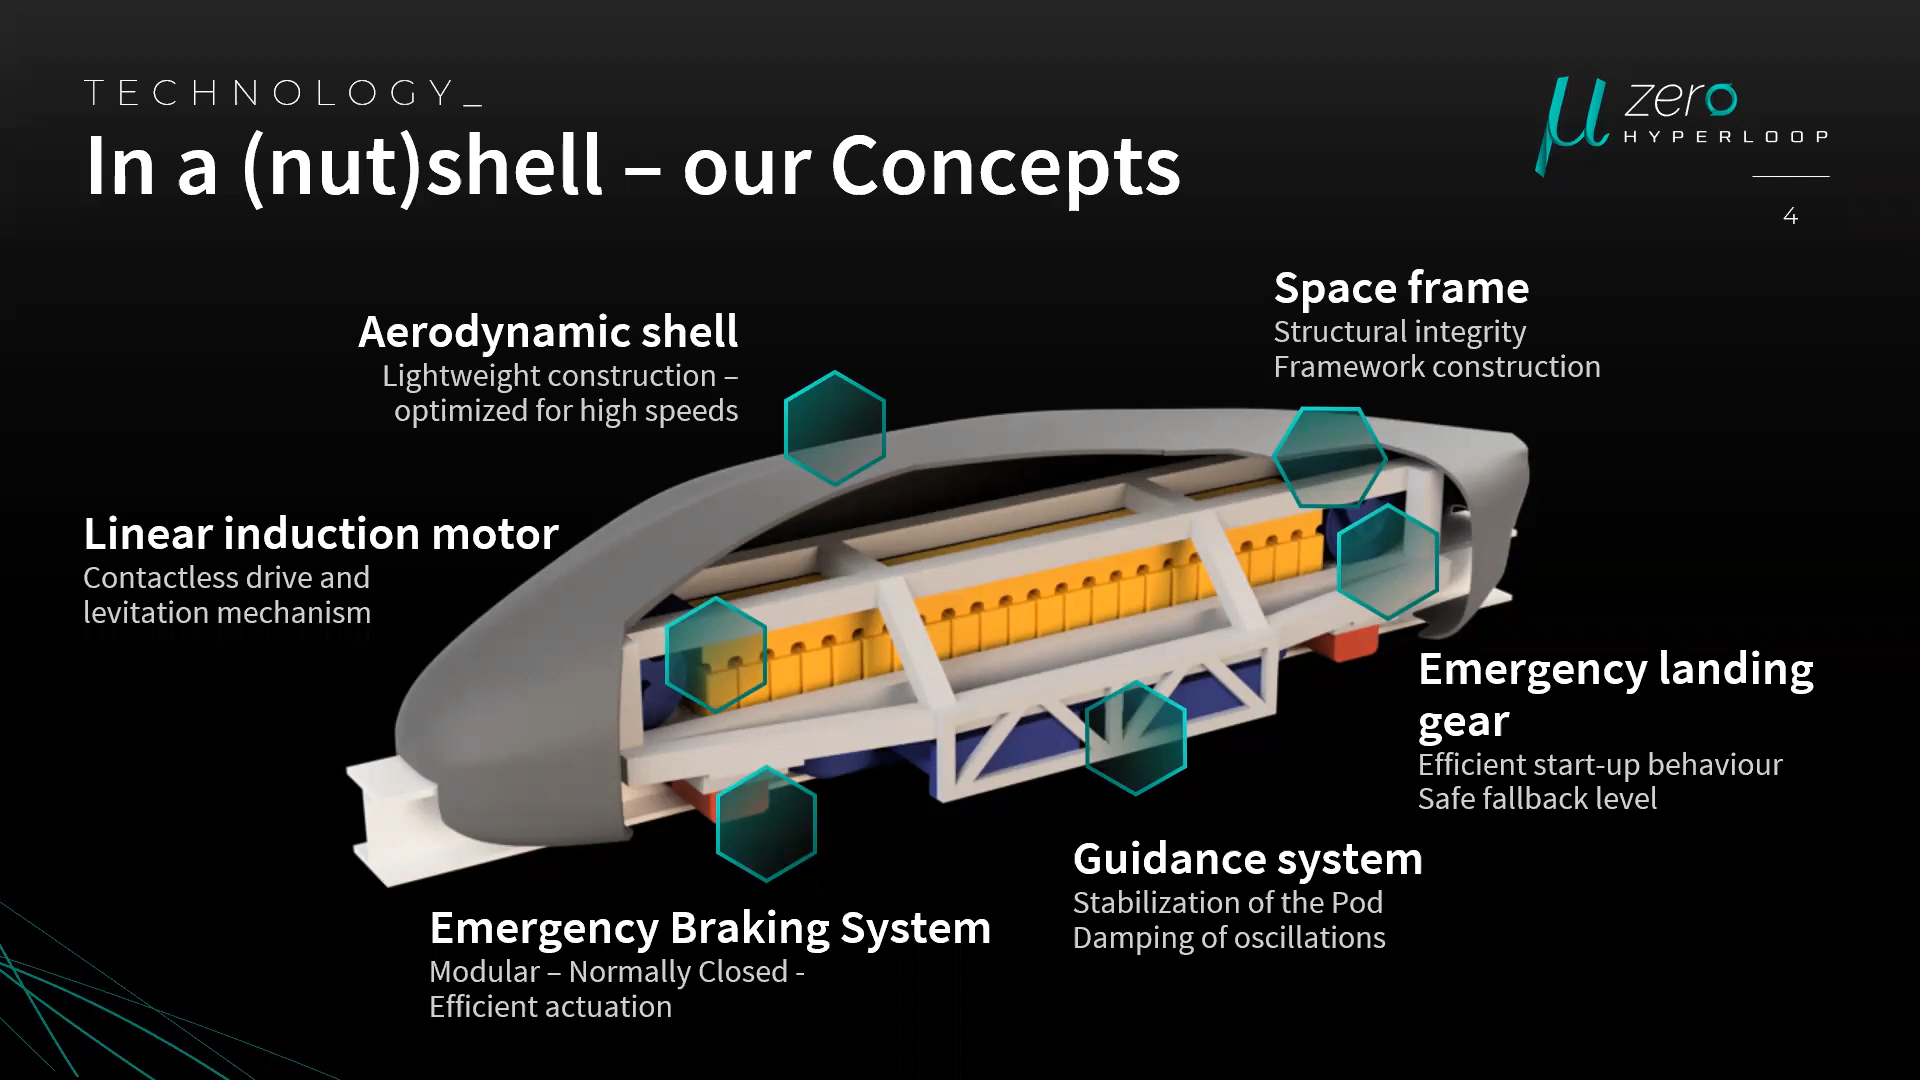 TECHNOLOGY_
In a (nut)shell – our Concepts
μ zero
HYPERLOOP
4
Space frame
Structural integrity
Framework construction
Aerodynamic shell
Lightweight construction –
optimized for high speeds
Linear induction motor
Contactless drive and
levitation mechanism
Emergency landing
gear
Efficient start-up behaviour
Safe fallback level
Guidance system
Stabilization of the Pod
Damping of oscillations
Emergency Braking System
Modular – Normally Closed -
Efficient actuation